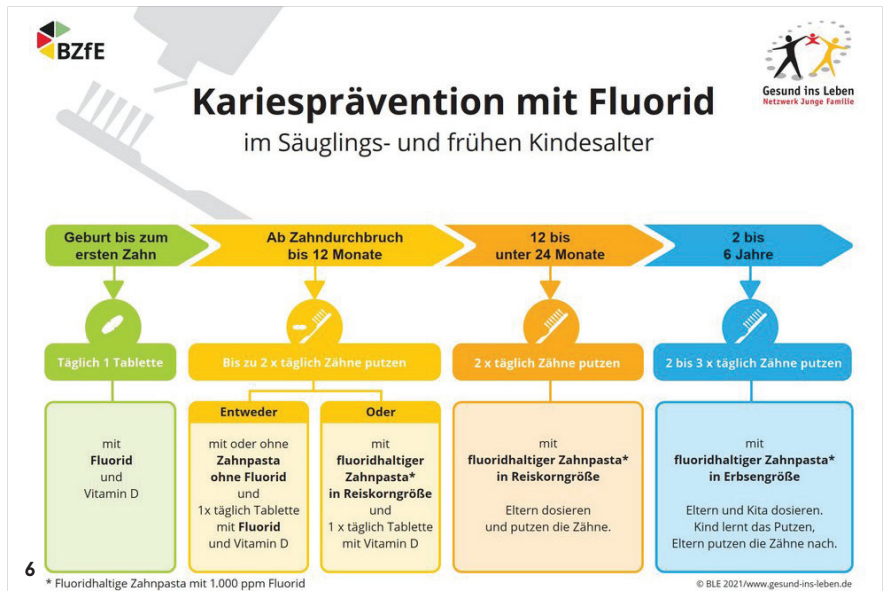 BZfE
Gesund ins Leben
Netzwerk Junge Familie
Kariesprävention mit Fluorid
im Säuglings- und frühen Kindesalter
Geburt bis zum
ersten Zahn
Täglich 1 Tablette
mit
Fluorid
und
Vitamin D
Ab Zahndurchbruch
bis 12 Monate
Bis zu 2 x täglich Zähne putzen
Entweder
mit oder ohne
Zahnpasta
ohne Fluorid
und
1x täglich Tablette
mit Fluorid
und Vitamin D
Oder
mit
fluoridhaltiger
Zahnpasta*
in Reiskorngröße
und
1 x täglich Tablette
mit Vitamin D
12 bis
unter 24 Monate
2 x täglich Zähne putzen
mit
fluoridhaltiger Zahnpasta*
in Reiskorngröße
Eltern dosieren
und putzen die Zähne.
2 bis
6 Jahre
2 bis 3 x täglich Zähne putzen
mit
fluoridhaltiger Zahnpasta*
in Erbsengröße
Eltern und Kita dosieren.
Kind lernt das Putzen,
Eltern putzen die Zähne nach.
6
* Fluoridhaltige Zahnpasta mit 1.000 ppm Fluorid
© BLE 2021/www.gesund-ins-leben.de